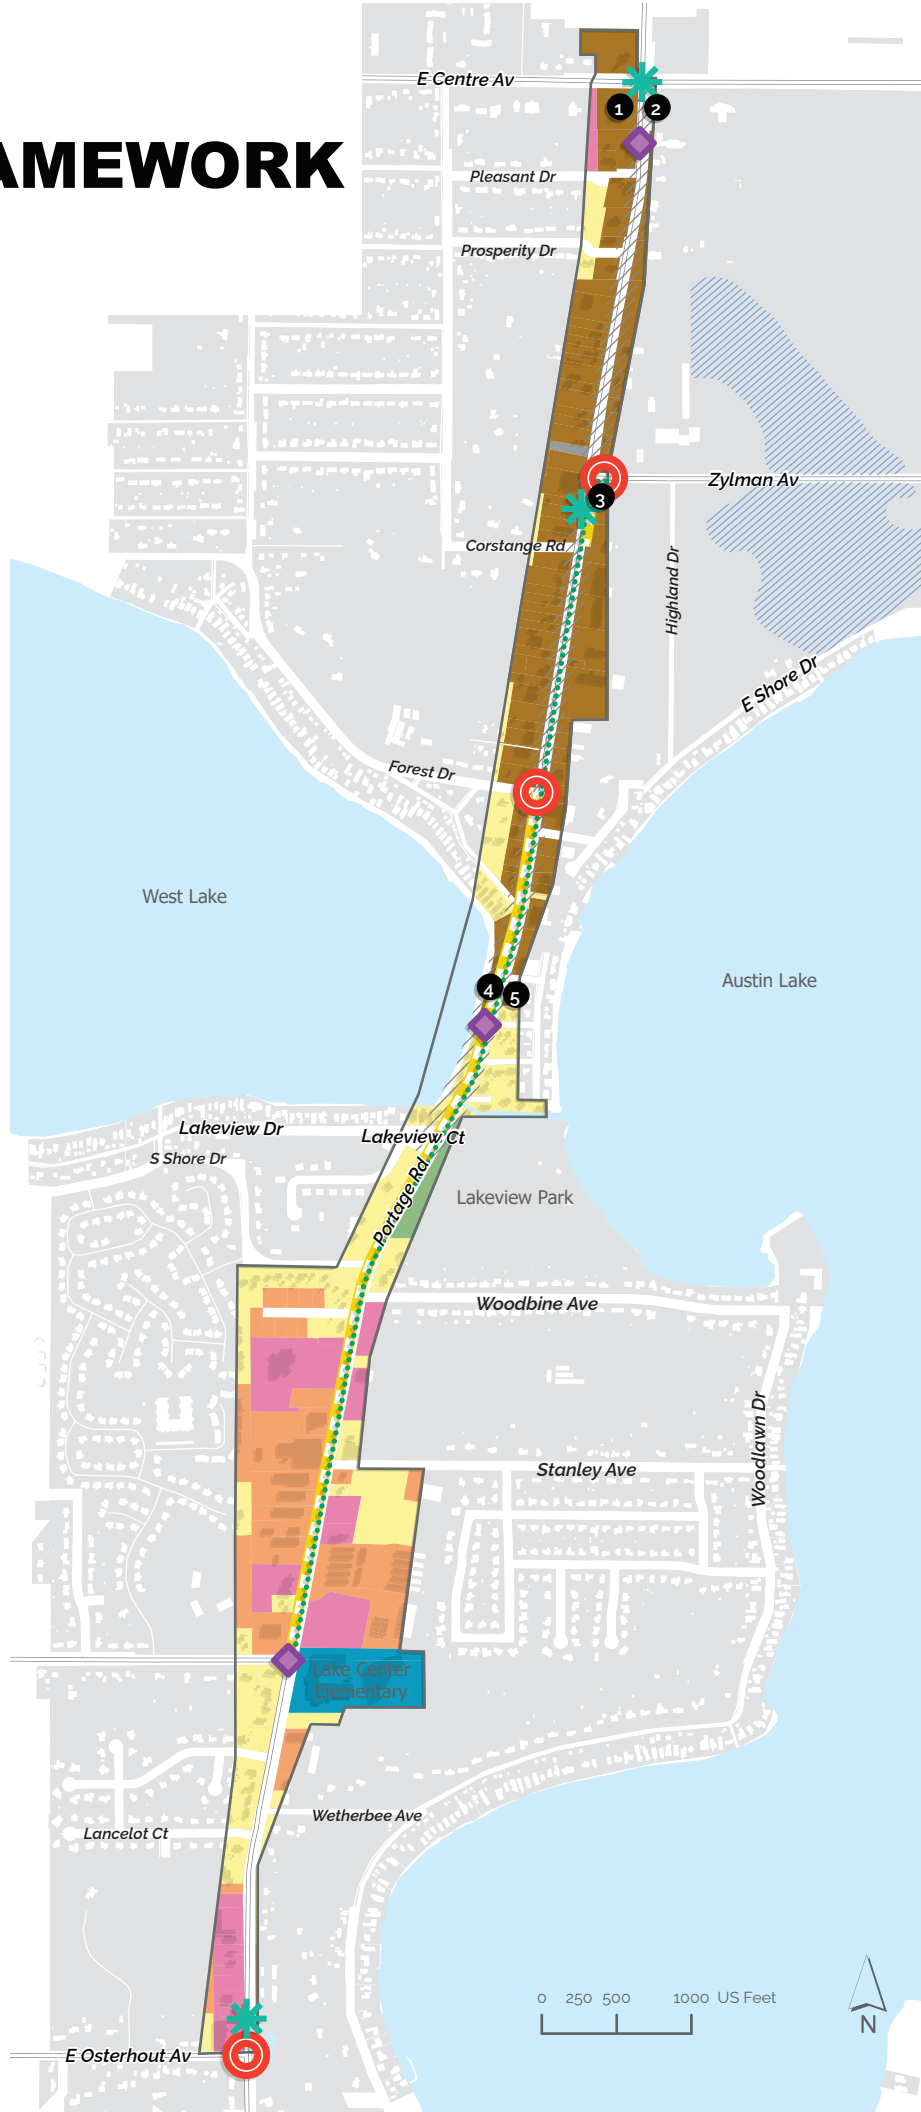 E Centre Av
1
2
AMEWORK
Pleasant Dr
Prosperity Dr
Zylman Av
3
Corstange Rd
Highland Dr
E Shore Dr
Forest Dr
West Lake
Austin Lake
4
5
Lakeview Dr
Lakeview Ct
S Shore Dr
Portage Rd
Lakeview Park
Woodbine Ave
Woodlawn Dr
Stanley Ave
Lake Center
Elementary
Wetherbee Ave
Lancelot Ct
0 250 500 1000 US Feet
N
E Osterhout Av